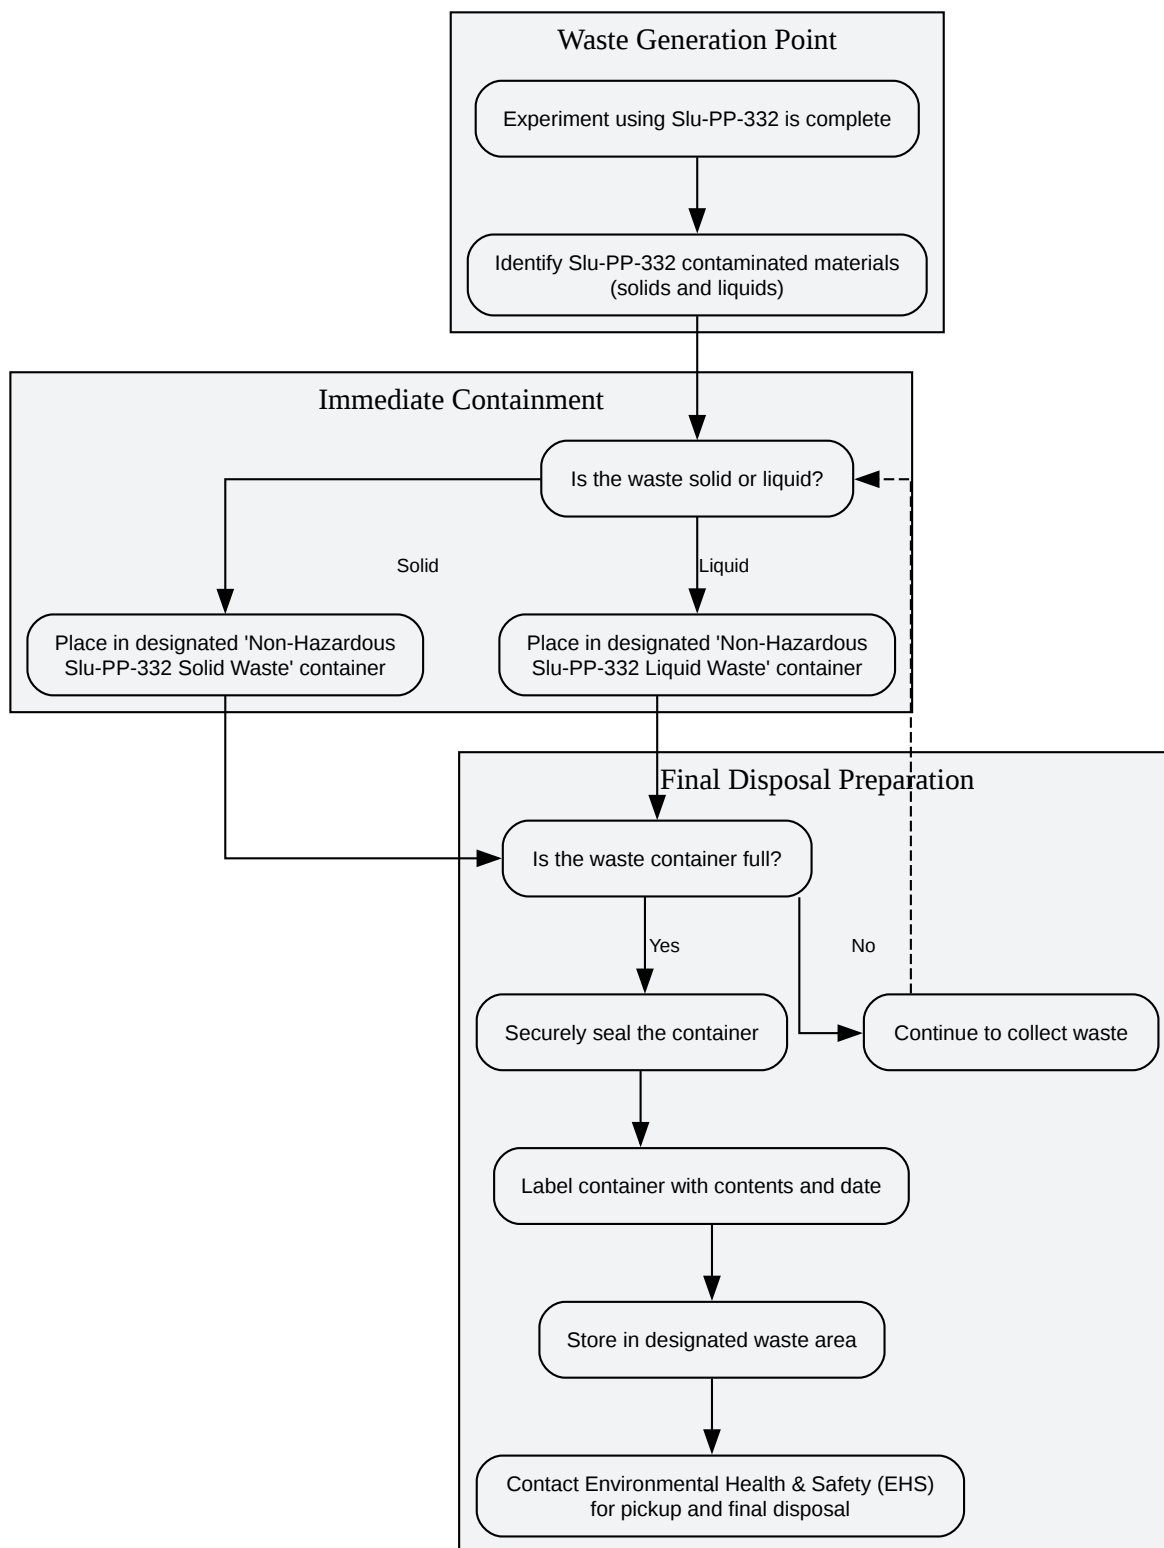 Waste Generation Point
Experiment using Slu-PP-332 is complete
Identify Slu-PP-332 contaminated materials
(solids and liquids)
Immediate Containment
Is the waste solid or liquid?
Solid
Liquid
Place in designated 'Non-Hazardous
Slu-PP-332 Solid Waste' container
Place in designated 'Non-Hazardous
Slu-PP-332 Liquid Waste' container
Final Disposal Preparation
Is the waste container full?
Yes
No
Securely seal the container
Continue to collect waste
Label container with contents and date
Store in designated waste area
Contact Environmental Health & Safety (EHS)
for pickup and final disposal